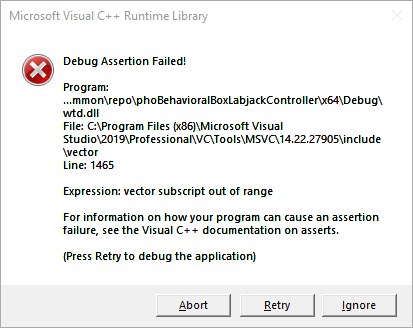 Microsoft Visual C++ Runtime Library
Debug Assertion Failed!
Program:
...mmon\repo\phoBehavioralBoxLabjackController\x64\Debug\
wtd.dll
File: C:\Program Files (x86)\Microsoft Visual
Studio\2019\Professional\VC\Tools\MSVC\14.22.27905\include
\vector
Line: 1465
Expression: vector subscript out of range
For information on how your program can cause an assertion
failure, see the Visual C++ documentation on asserts.
(Press Retry to debug the application)
Abort
Retry
Ignore